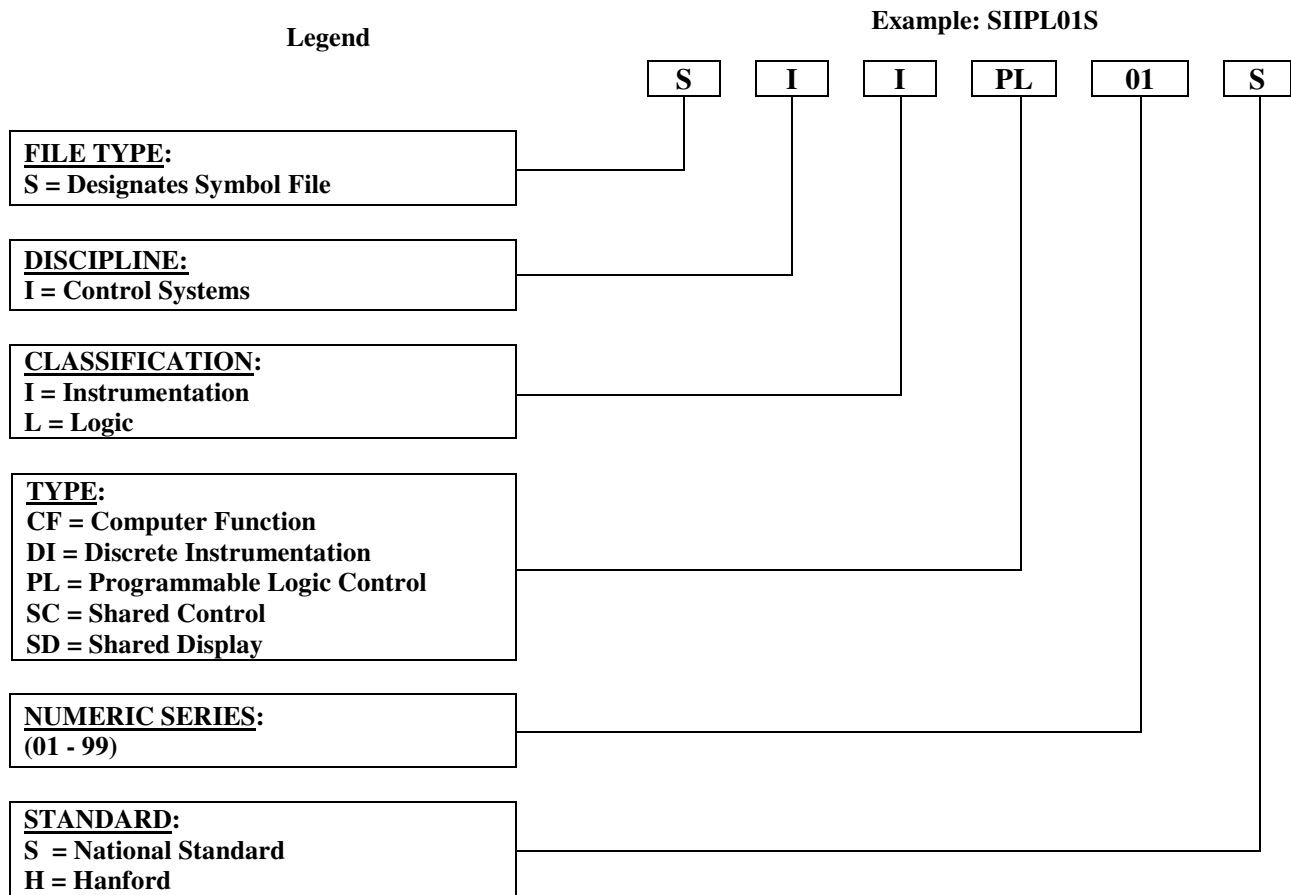 Example: SIIPL01S
Legend
S I I PL 01 S
FILE TYPE:
S = Designates Symbol File
DISCIPLINE:
I = Control Systems
CLASSIFICATION:
I = Instrumentation
L = Logic
TYPE:
CF = Computer Function
DI = Discrete Instrumentation
PL = Programmable Logic Control
SC = Shared Control
SD = Shared Display
NUMERIC SERIES:
(01 - 99)
STANDARD:
S = National Standard
H = Hanford